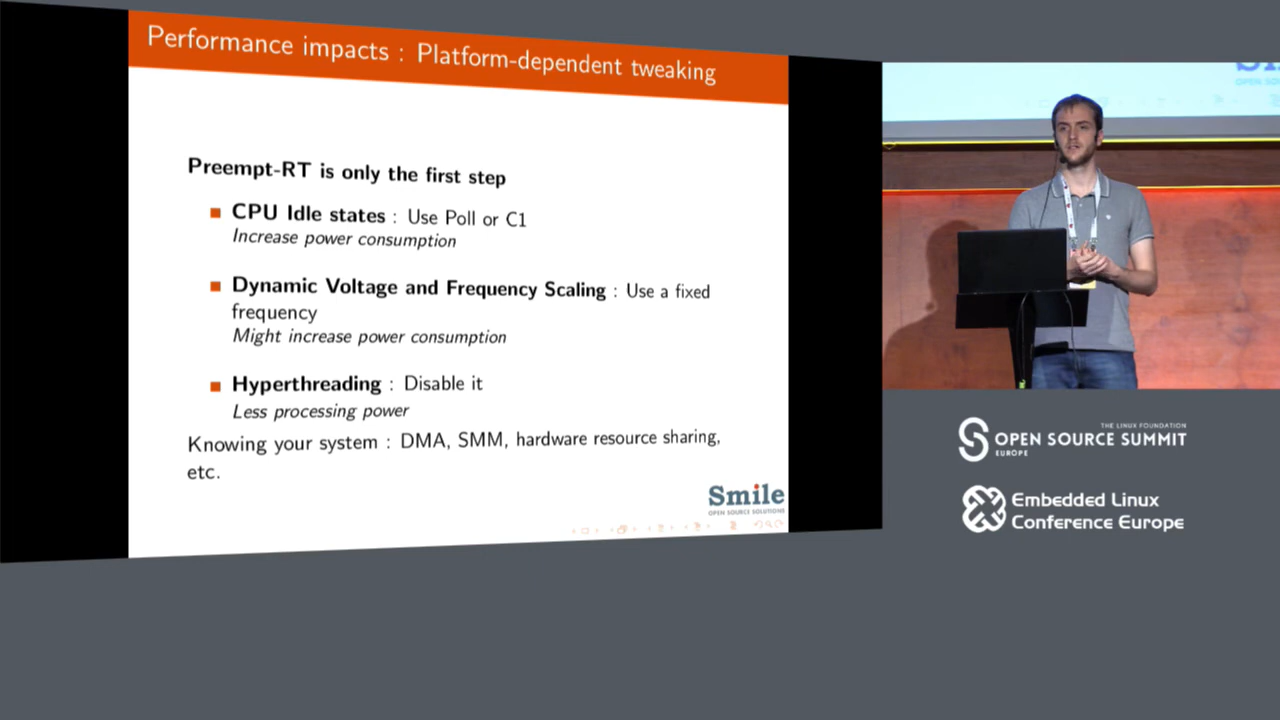 Performance impacts : Platform-dependent tweaking
Preempt-RT is only the first step
CPU Idle states : Use Poll or C1
Increase power consumption
Dynamic Voltage and Frequency Scaling : Use a fixed
frequency
Might increase power consumption
Hyperthreading : Disable it
Less processing power
Knowing your system : DMA, SMM, hardware resource sharing,
etc.
Smile
OPEN SOURCE SOLUTIONS
THE LINUX FOUNDATION
OPEN SOURCE SUMMIT
EUROPE
Embedded Linux
Conference Europe